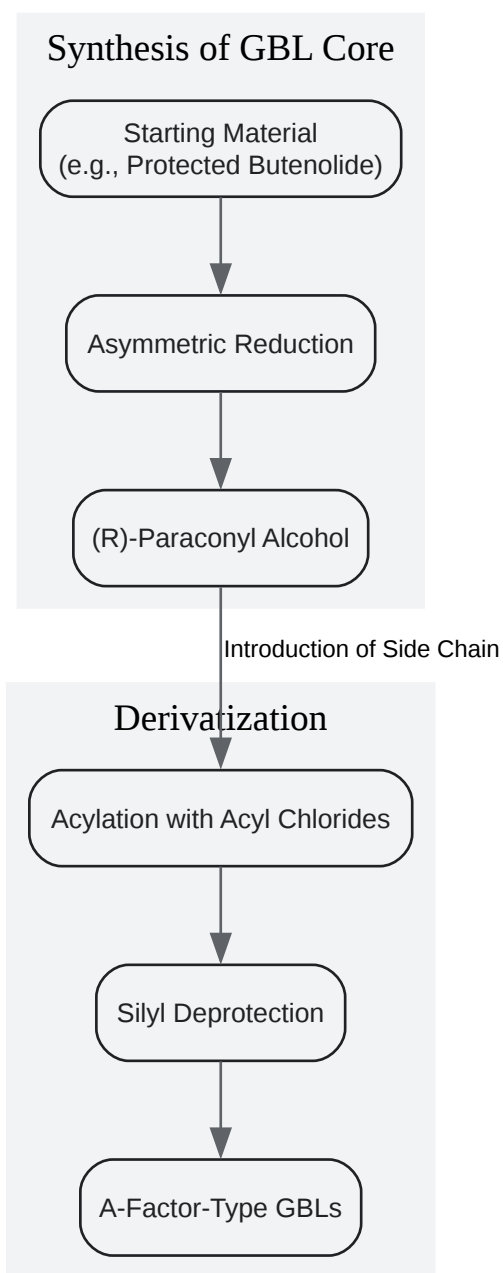 Synthesis of GBL Core
Starting Material
(e.g., Protected Butenolide)
Asymmetric Reduction
(R)-Paraconyl Alcohol
Introduction of Side Chain
Derivatization
Acylation with Acyl Chlorides
Silyl Deprotection
A-Factor-Type GBLs